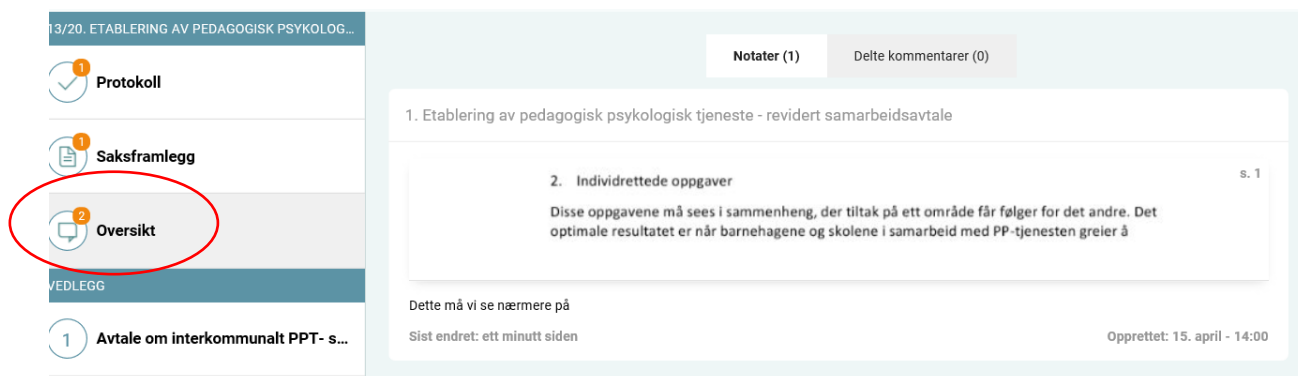 13/20. ETABLERING AV PEDAGOGISK PSYKOLOG...
1
Protokoll
1
Saksframlegg
2
Oversikt
VEDLEGG
1
Avtale om interkommunalt PPT- s...
Notater (1)
Delte kommentarer (0)
1. Etablering av pedagogisk psykologisk tjeneste - revidert samarbeidsavtale
s. 1
2. Individrettede oppgaver
Disse oppgavene må sees i sammenheng, der tiltak på ett område får følger for det andre. Det
optimale resultatet er når barnehagene og skolene i samarbeid med PP-tjenesten greier å
Dette må vi se nærmere på
Sist endret: ett minutt siden
Opprettet: 15. april - 14:00